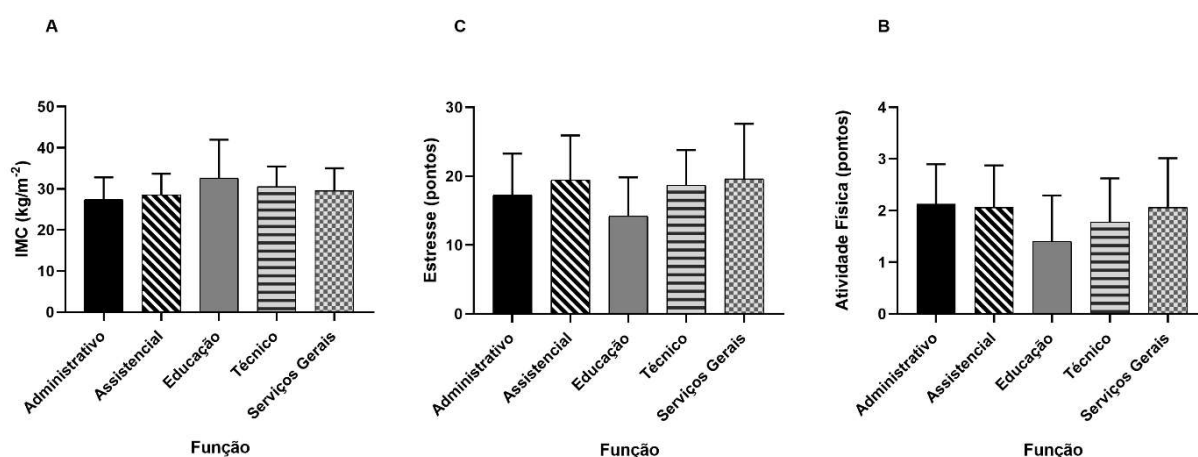 A
IMC (kg/m-2)
50
40
30
20
10
0
Administrativo
Assistencial
Educação
Técnico
Serviços Gerais
Função
C
Estresse (pontos)
30
20
10
0
Administrativo
Assistencial
Educação
Técnico
Serviços Gerais
Função
B
Atividade Física (pontos)
4
3
2
1
0
Administrativo
Assistencial
Educação
Técnico
Serviços Gerais
Função